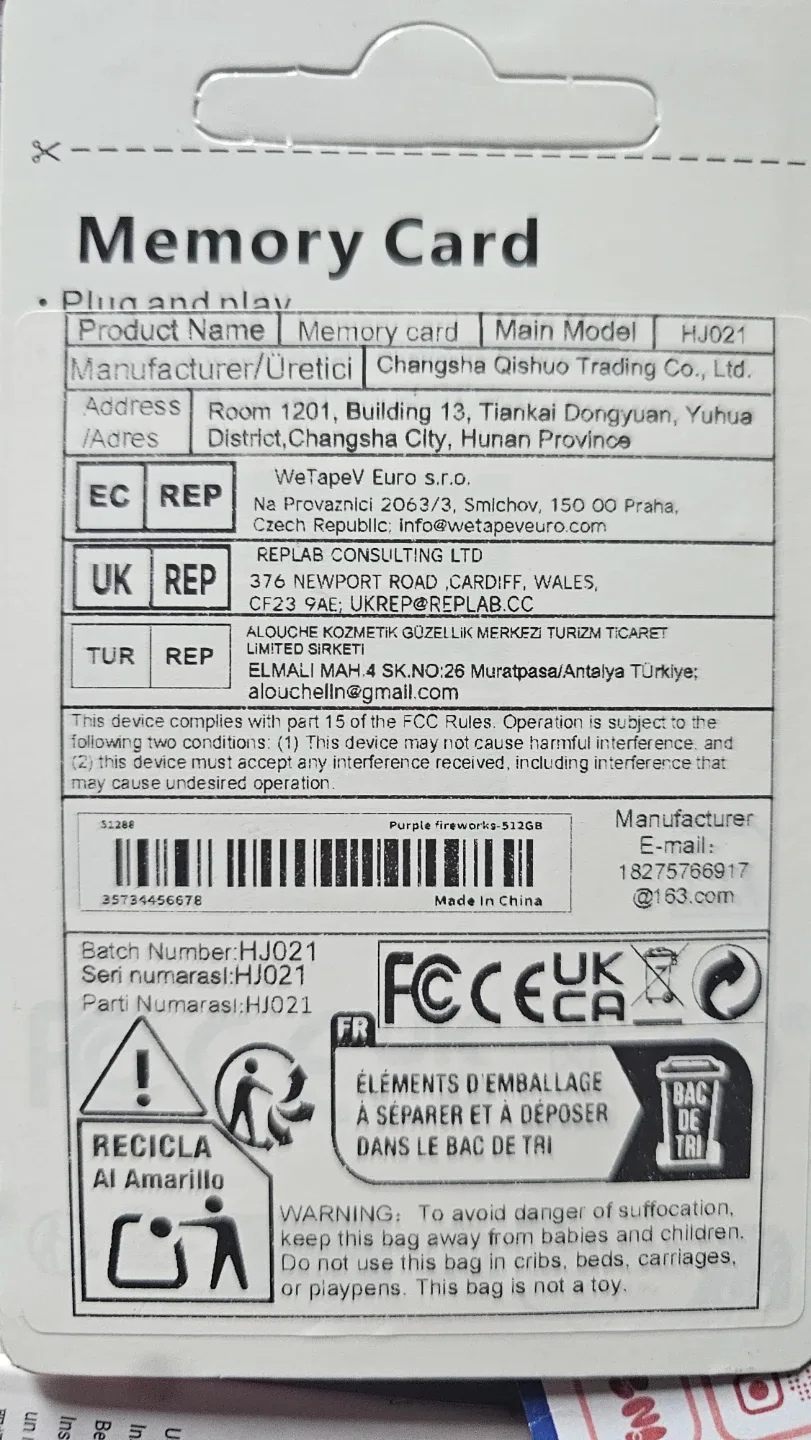 Memory Card
• Plug and play
Product Name Memory card Main Model HJ021
Manufacturer/Üretici Changsha Qishuo Trading Co., Ltd.
Address
/Adres
Room 1201, Building 13, Tiankai Dongyuan, Yuhua
District,Changsha City, Hunan Province
EC REP
WeTapeV Euro s.r.o.
Na Provaznici 2063/3, Smichov, 150 00 Praha,
Czech Republic; info@wetapeveuro.com
UK REP
REPLAB CONSULTING LTD
376 NEWPORT ROAD ,CARDIFF, WALES,
CF23 9AE; UKREP@REPLAB.CC
TUR REP
ALOUCHE KOZMETiK GÜZELLiK MERKEZi TURiZM TiCARET
LiMiTED SiRKETi
ELMALI MAH.4 SK.NO:26 Muratpasa/Antalya TÜrkiye;
alouchelln@gmail.com
This device complies with part 15 of the FCC Rules. Operation is subject to the
following two conditions: (1) This device may not cause harmful interference, and
(2) this device must accept any interference received, including interference that
may cause undesired operation.
51288 Purple fireworks-512GB
35734456678 Made In China
Manufacturer
E-mail:
18275766917
@163.com
Batch Number:HJ021
Seri numarasI:HJ021
Parti NumarasI:HJ021
FC CE UK
CA
FR
ÉLÉMENTS D'EMBALLAGE
À SÉPARER ET À DÉPOSER
DANS LE BAC DE TRI
BAC
DE
TRI
RECICLA
Al Amarillo
WARNING: To avoid danger of suffocation,
keep this bag away from babies and children.
Do not use this bag in cribs, beds, carriages,
or playpens. This bag is not a toy.